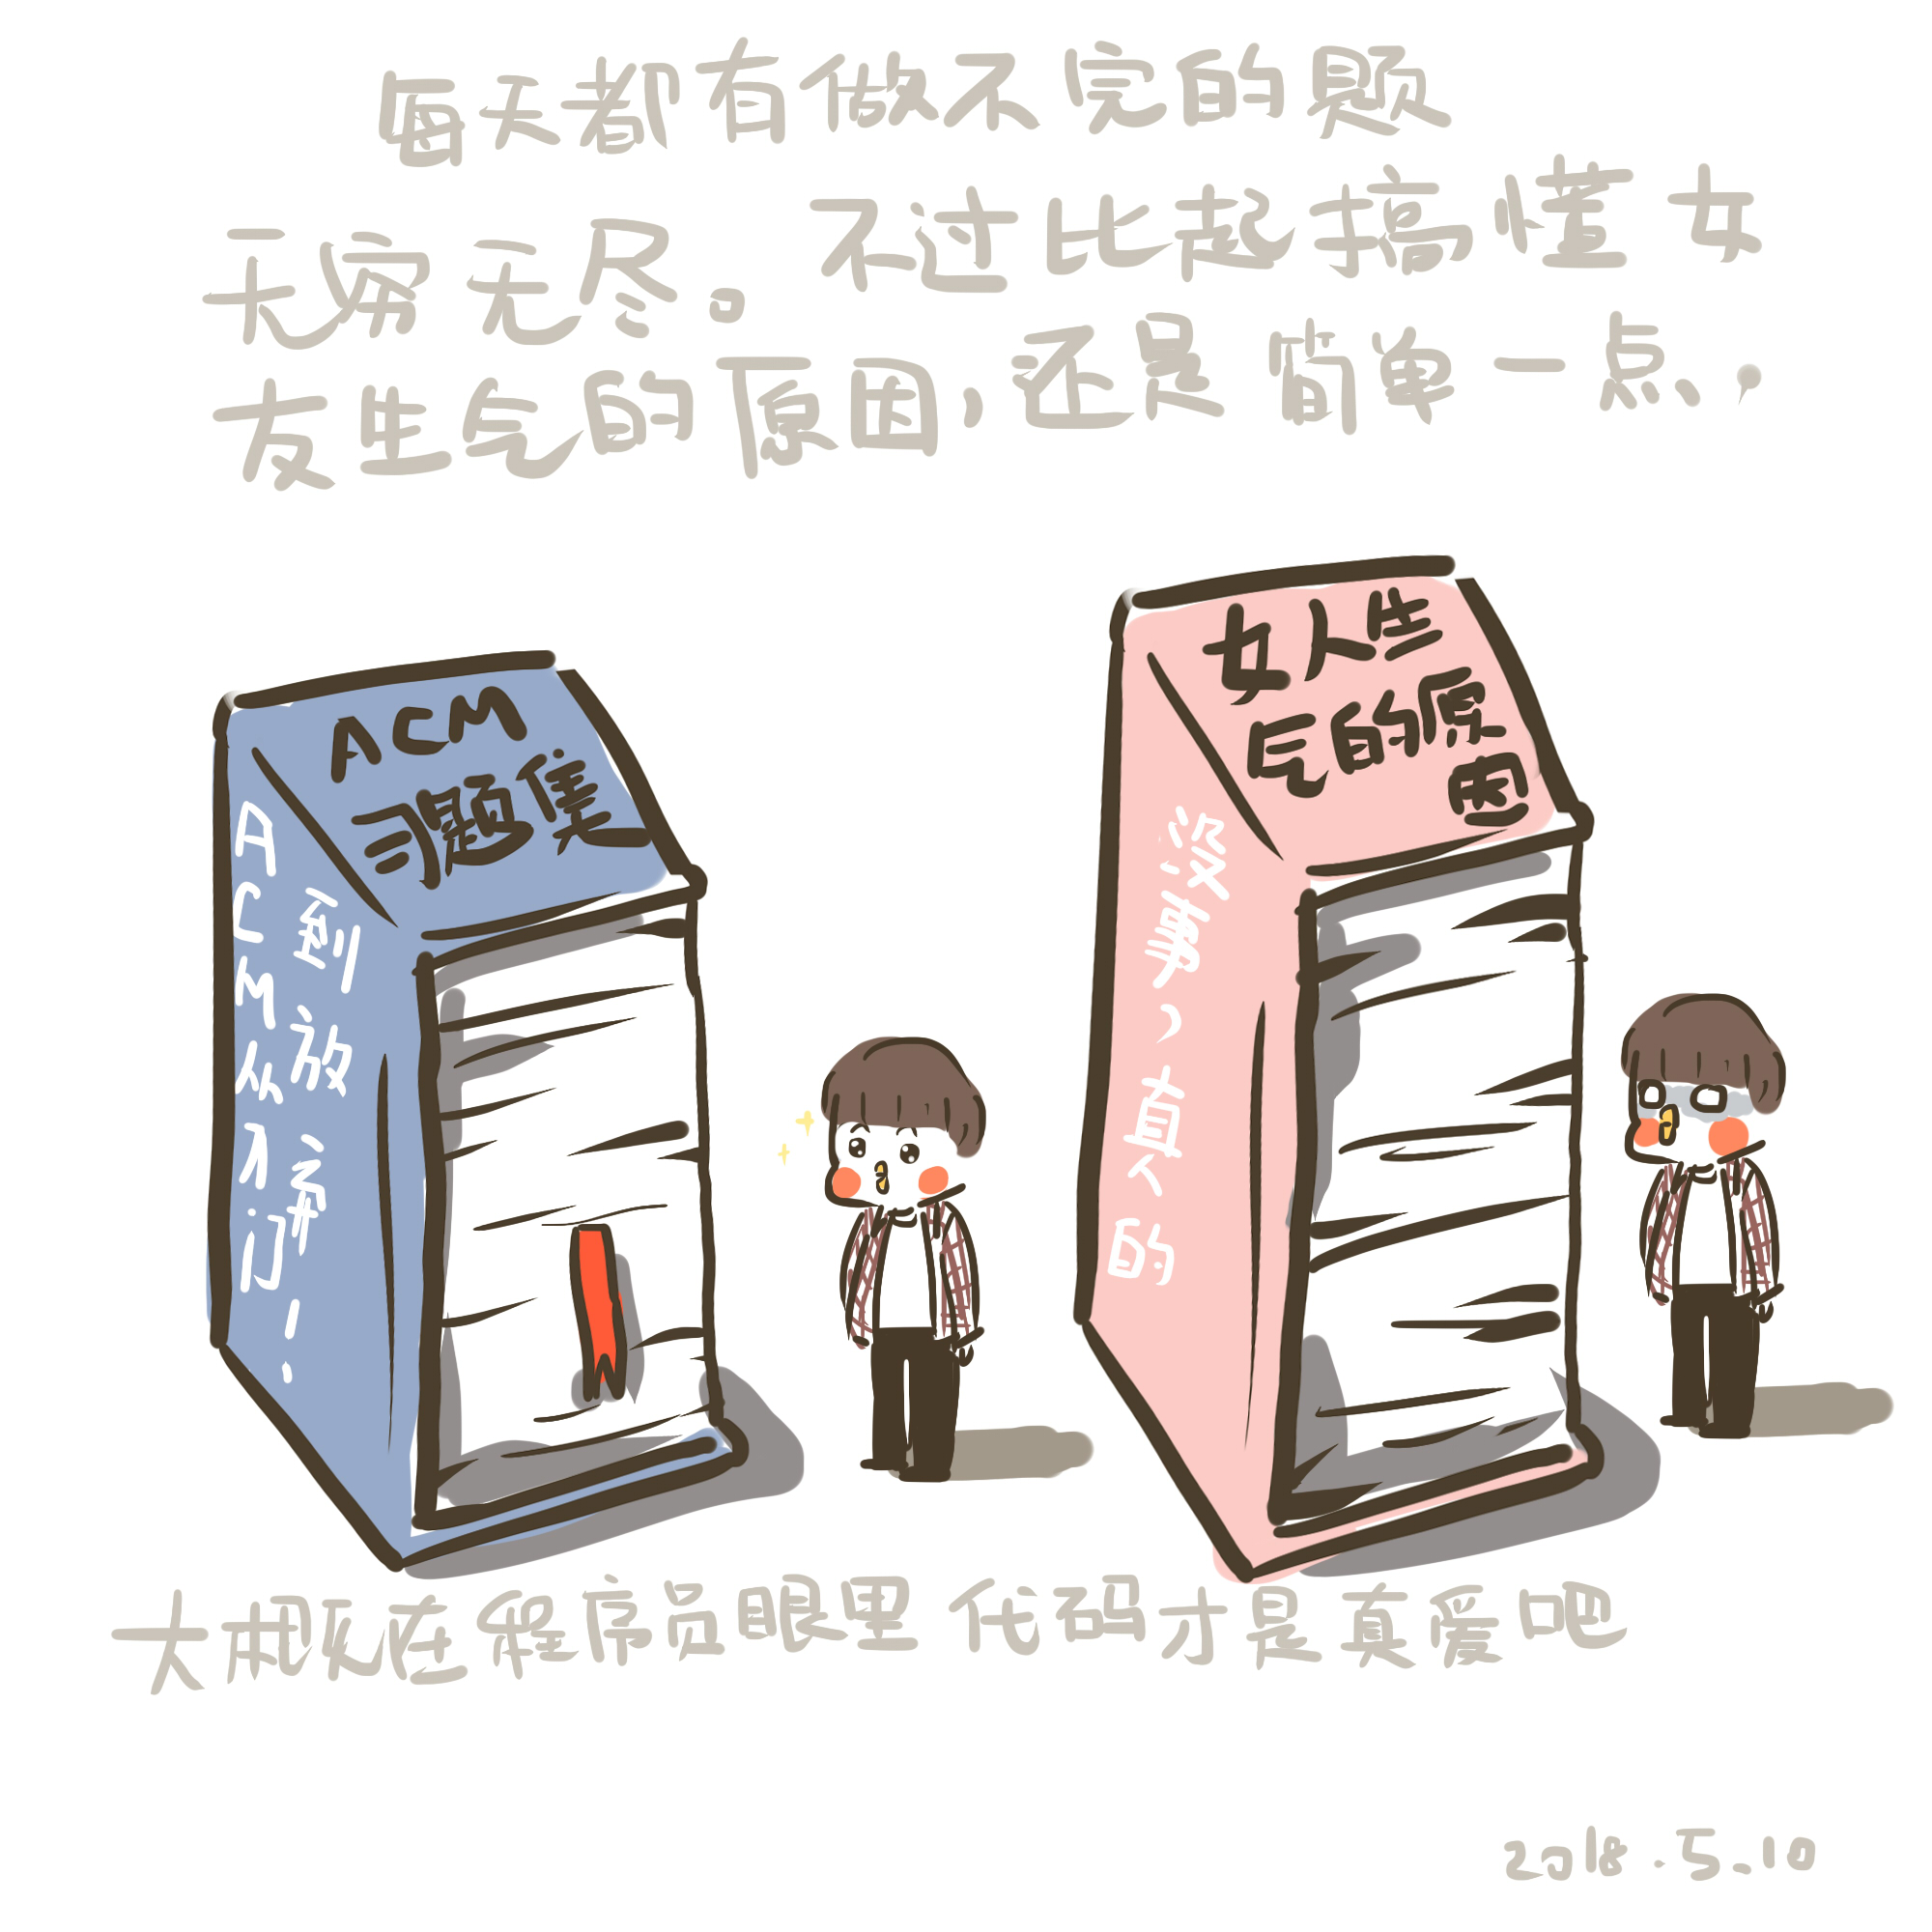 每天都有做不完的题
无穷无尽。不过比起搞懂女
友生气的原因，还是简单一点。
ACM
习题集
ACM从入门
到放弃！
女人生
气的原
因
没事，真的
大概在程序员眼里 代码才是真爱吧
2018.5.10